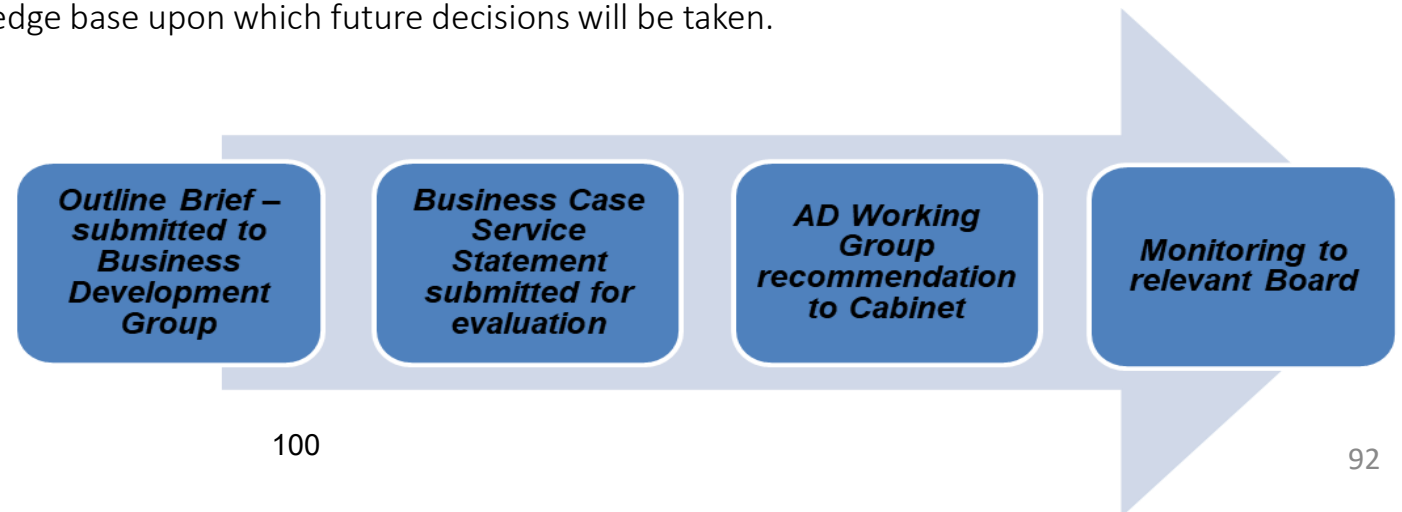 edge base upon which future decisions will be taken.
Outline Brief –
submitted to
Business
Development
Group
Business Case
Service
Statement
submitted for
evaluation
AD Working
Group
recommendation
to Cabinet
Monitoring to
relevant Board
100
92